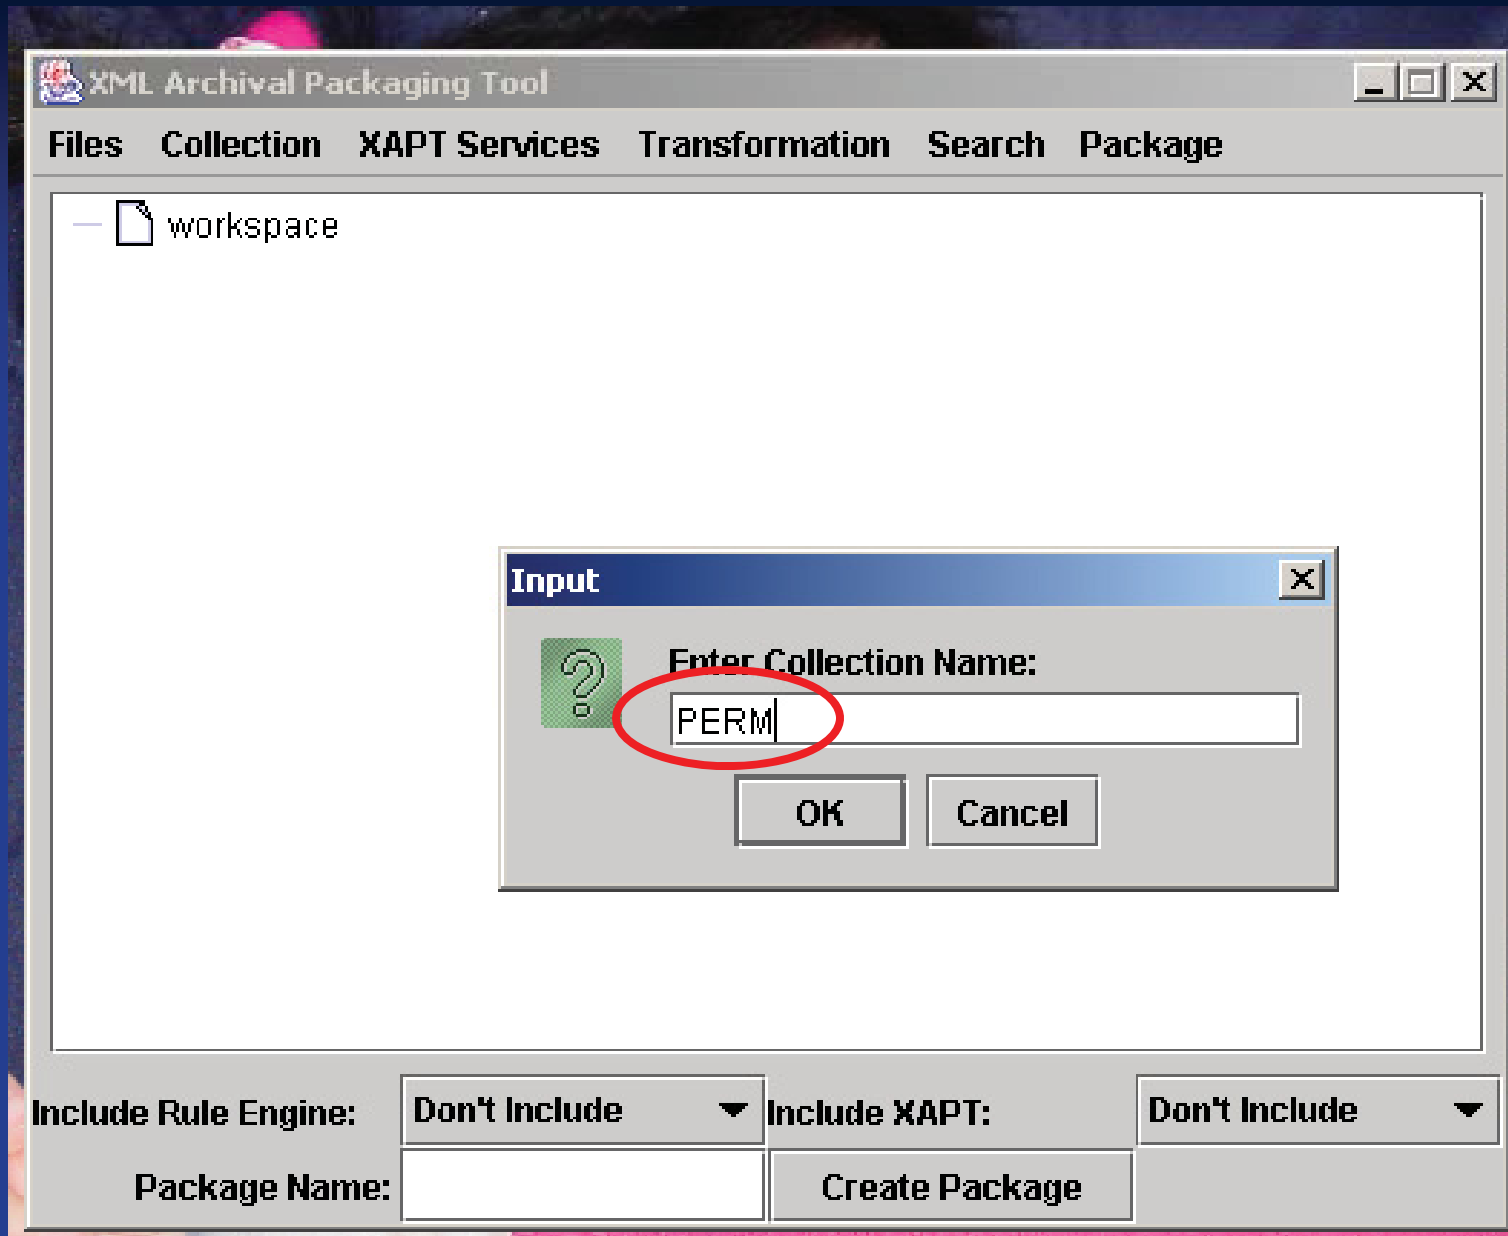 XML Archival Packaging Tool
Files Collection XAPT Services Transformation Search Package
workspace
Input
Enter Collection Name:
PERM
OK Cancel
Include Rule Engine: Don't Include Include XAPT: Don't Include
Package Name: Create Package